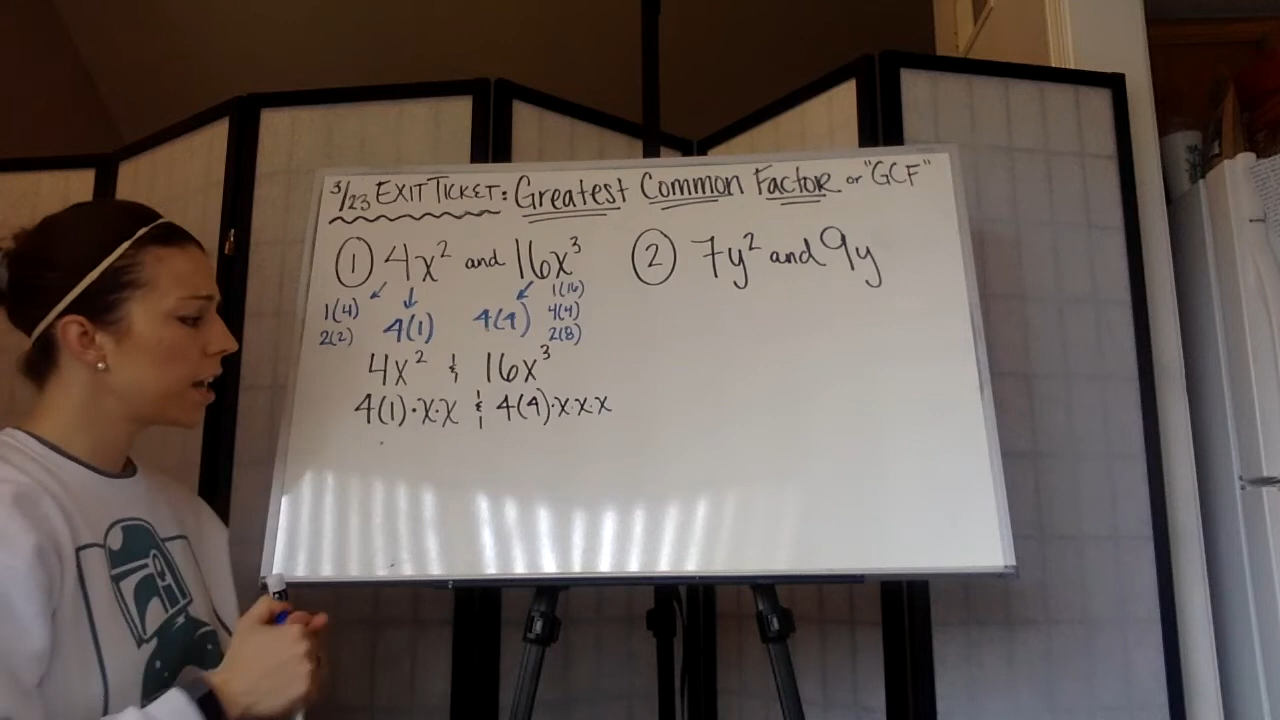 3/23 EXIT TICKET: Greatest Common Factor or "GCF"
① 4x² and 16x³
1(4)
2(2)
4(1)
4(4)
1(16)
4(4)
2(8)
4x² & 16x³
4(1)·x·x & 4(4)·x·x·x
② 7y² and 9y